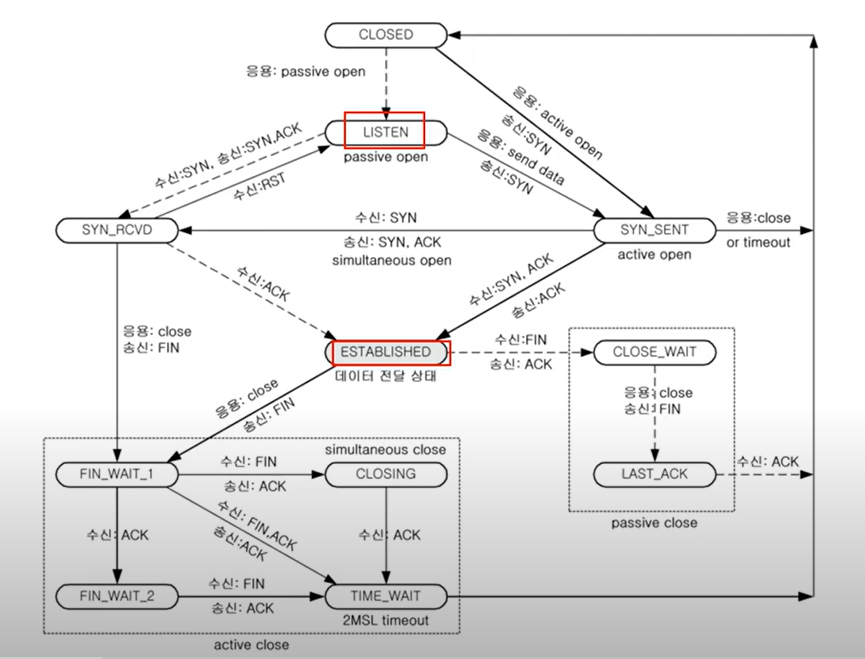 CLOSED
응용: passive open
응용: active open
송신:SYN
LISTEN
passive open
수신:SYN, 송신:SYN,ACK
수신:RST
응용: send data
송신:SYN
SYN_RCVD
수신: SYN
송신: SYN, ACK
simultaneous open
SYN_SENT
active open
응용:close
or timeout
수신:ACK
수신:SYN, ACK
송신:ACK
응용: close
송신: FIN
ESTABLISHED
데이터 전달 상태
수신:FIN
송신: ACK
CLOSE_WAIT
응용: close
송신: FIN
응용: close
송신: FIN
simultaneous close
FIN_WAIT_1
수신: FIN
송신: ACK
CLOSING
LAST_ACK
수신: ACK
passive close
수신: ACK
수신: FIN,ACK
송신:ACK
수신: ACK
FIN_WAIT_2
수신: FIN
송신: ACK
TIME_WAIT
2MSL timeout
active close